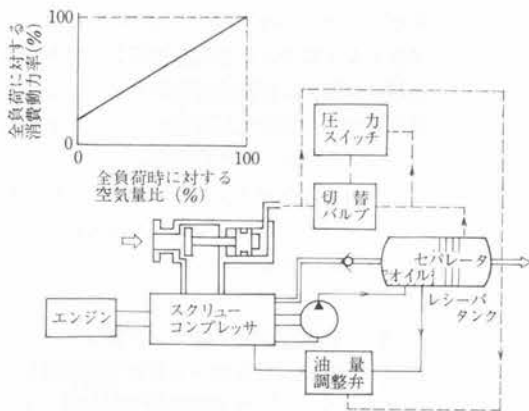 全負荷に対する
消費動力率(%)
100
0
0
100
全負荷時に対する
空気量比(%)
圧力
スイッチ
切替
バルブ
セパレータ
オイル
レシーバ
タンク
エンジン
スクリュー
コンプレッサ
油量
調整弁